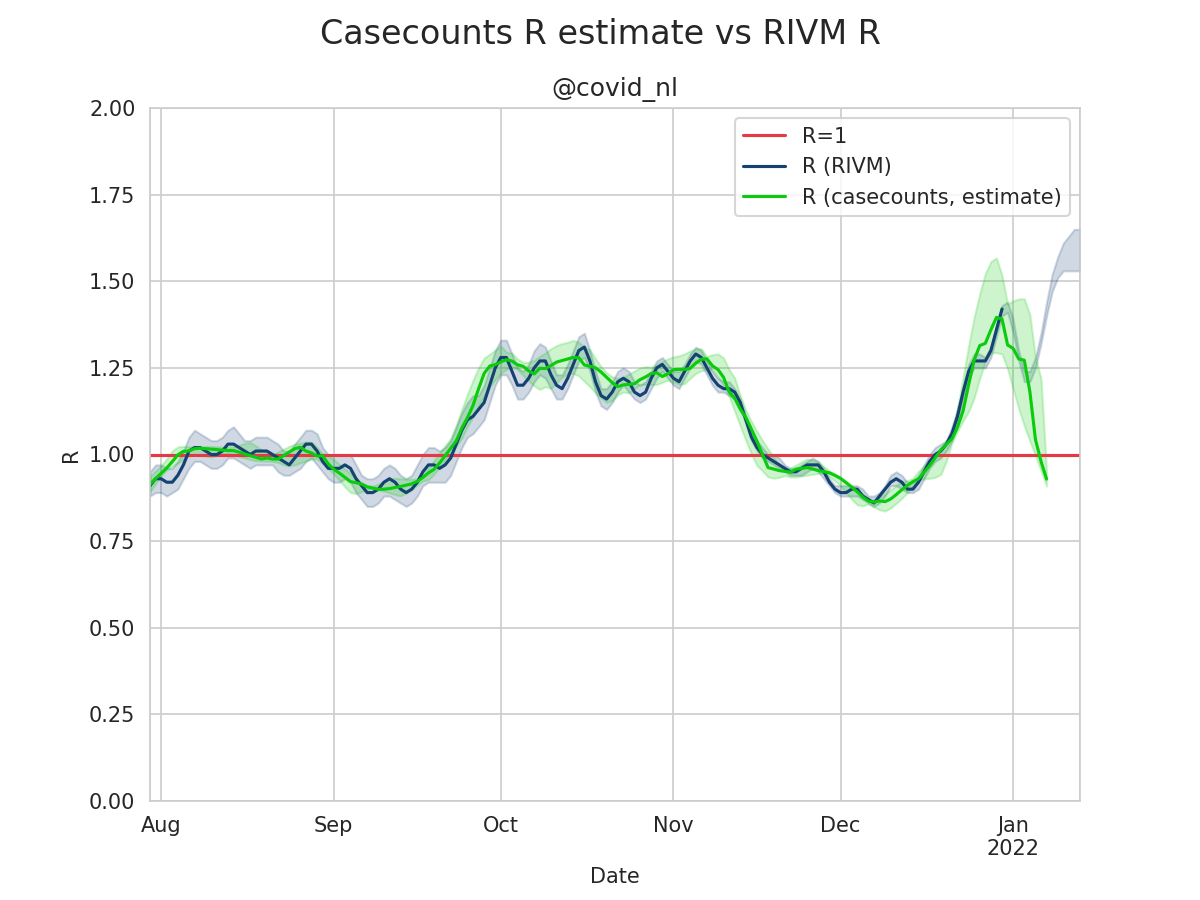 Casecounts R estimate vs RIVM R
@covid_nl
2.00
1.75
1.50
1.25
1.00
0.75
0.50
0.25
0.00
R
R=1
R (RIVM)
R (casecounts, estimate)
Aug Sep Oct Nov Dec Jan
2022
Date